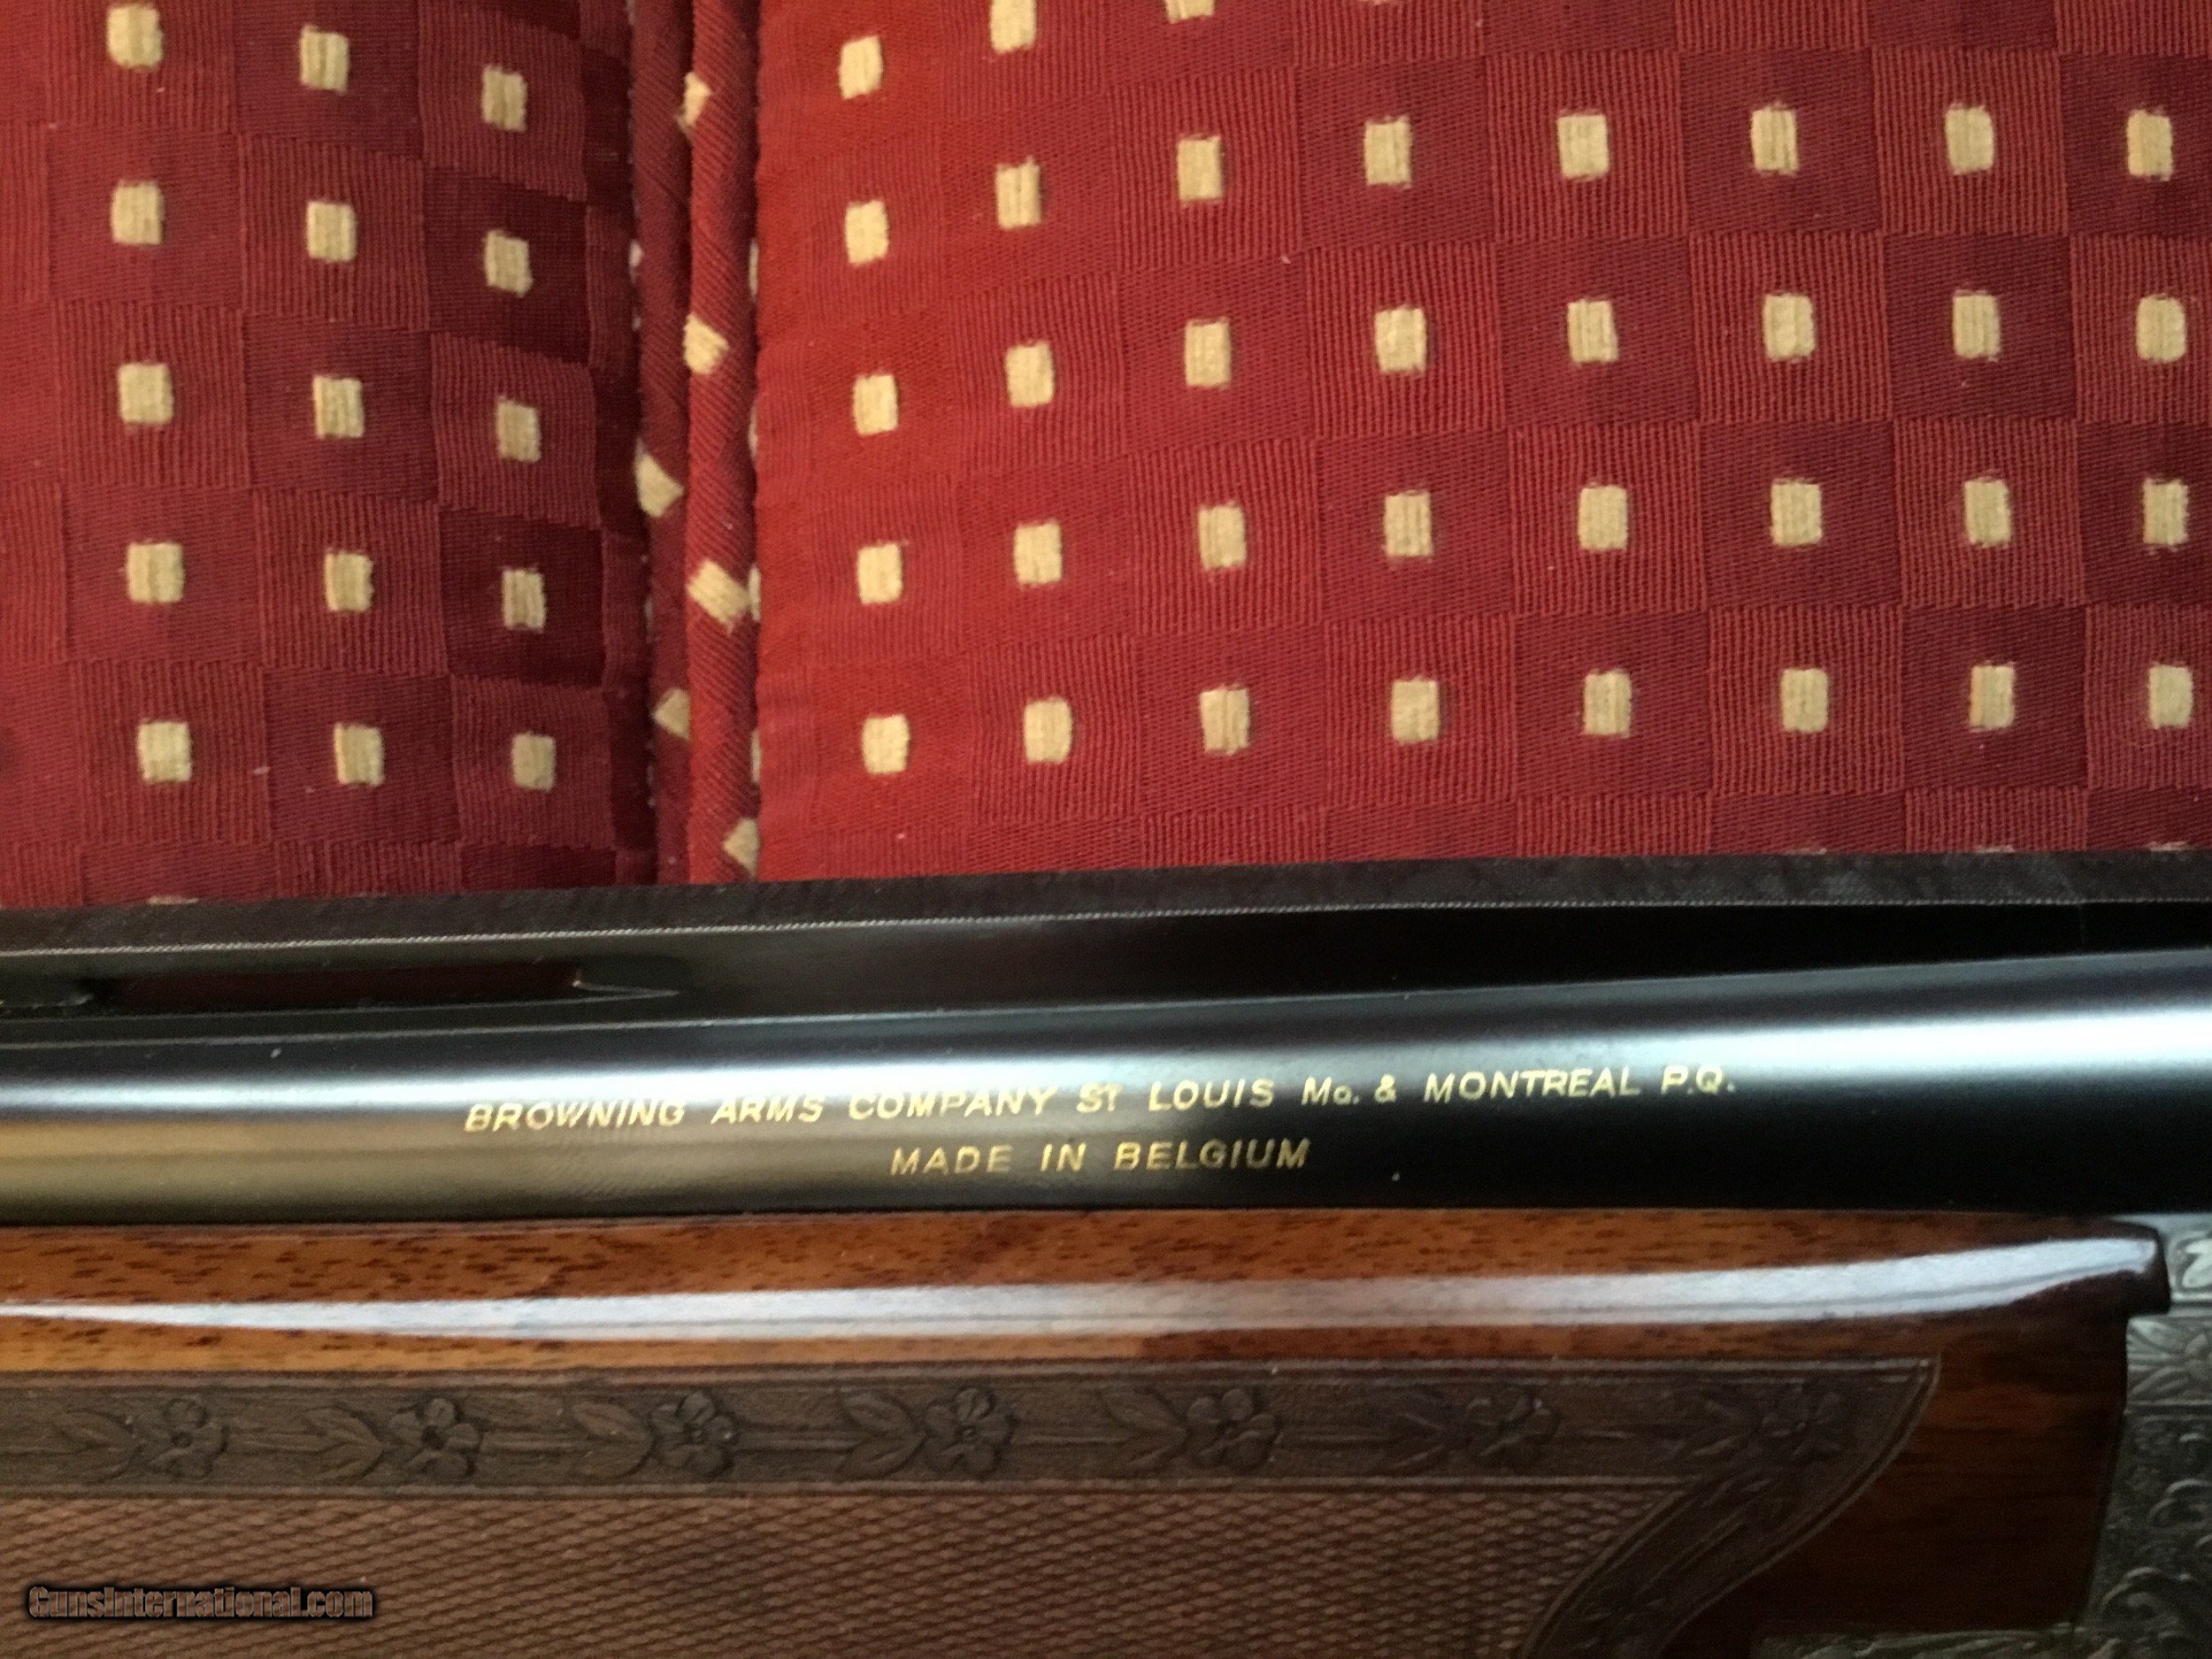 BROWNING ARMS COMPANY ST LOUIS Mo. & MONTREAL P.Q.
MADE IN BELGIUM
GunsInternational.com